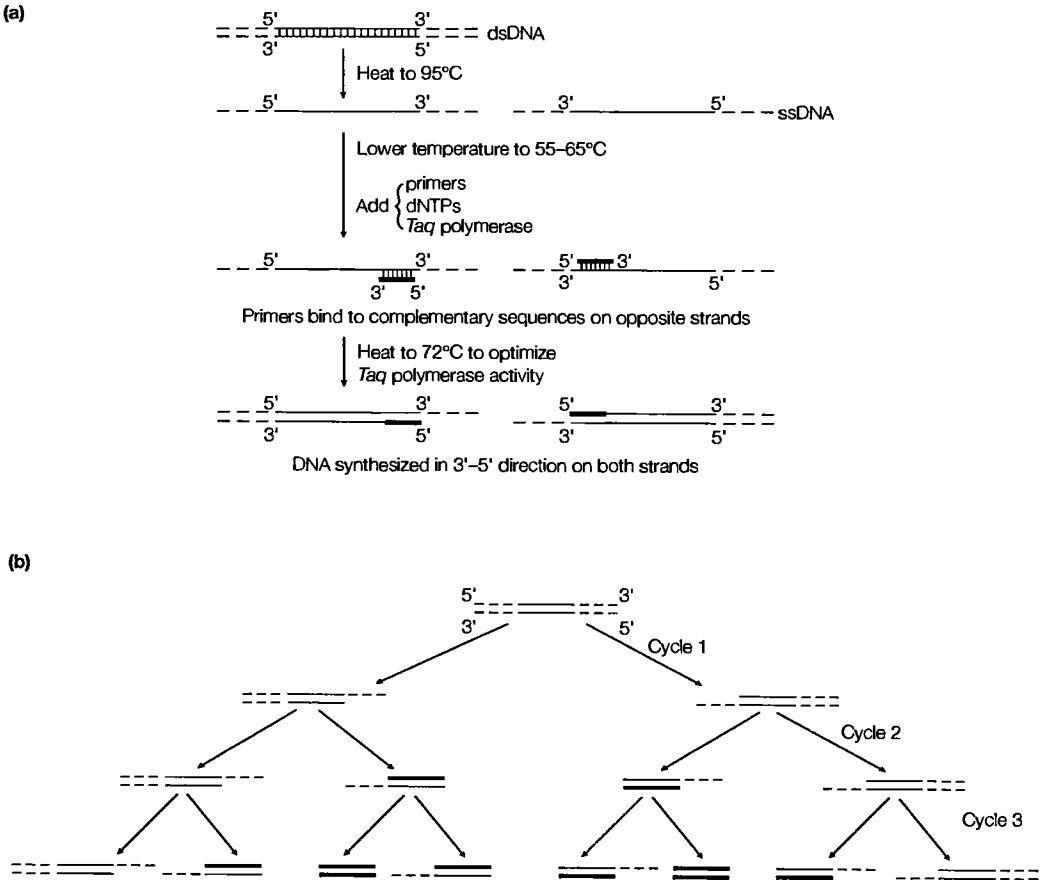 (a)
5' 3'
dsDNA
3' 5'
Heat to 95°C
5' 3' 3' 5'
ssDNA
Lower temperature to 55–65°C
primers
Add dNTPs
Taq polymerase
5' 3' 5' 3'
3' 5' 3' 5'
Primers bind to complementary sequences on opposite strands
Heat to 72°C to optimize
Taq polymerase activity
5' 3' 5' 3'
3' 5' 3' 5'
DNA synthesized in 3'–5' direction on both strands
(b)
5' 3'
3' 5'
Cycle 1
Cycle 2
Cycle 3